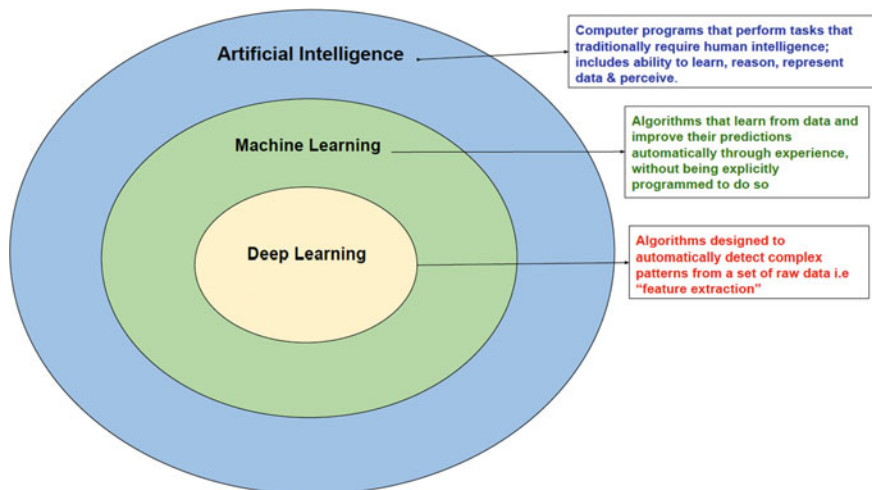 Artificial Intelligence
Computer programs that perform tasks that
traditionally require human intelligence;
includes ability to learn, reason, represent
data & perceive.
Machine Learning
Algorithms that learn from data and
improve their predictions
automatically through experience,
without being explicitly
programmed to do so
Deep Learning
Algorithms designed to
automatically detect complex
patterns from a set of raw data i.e
“feature extraction”